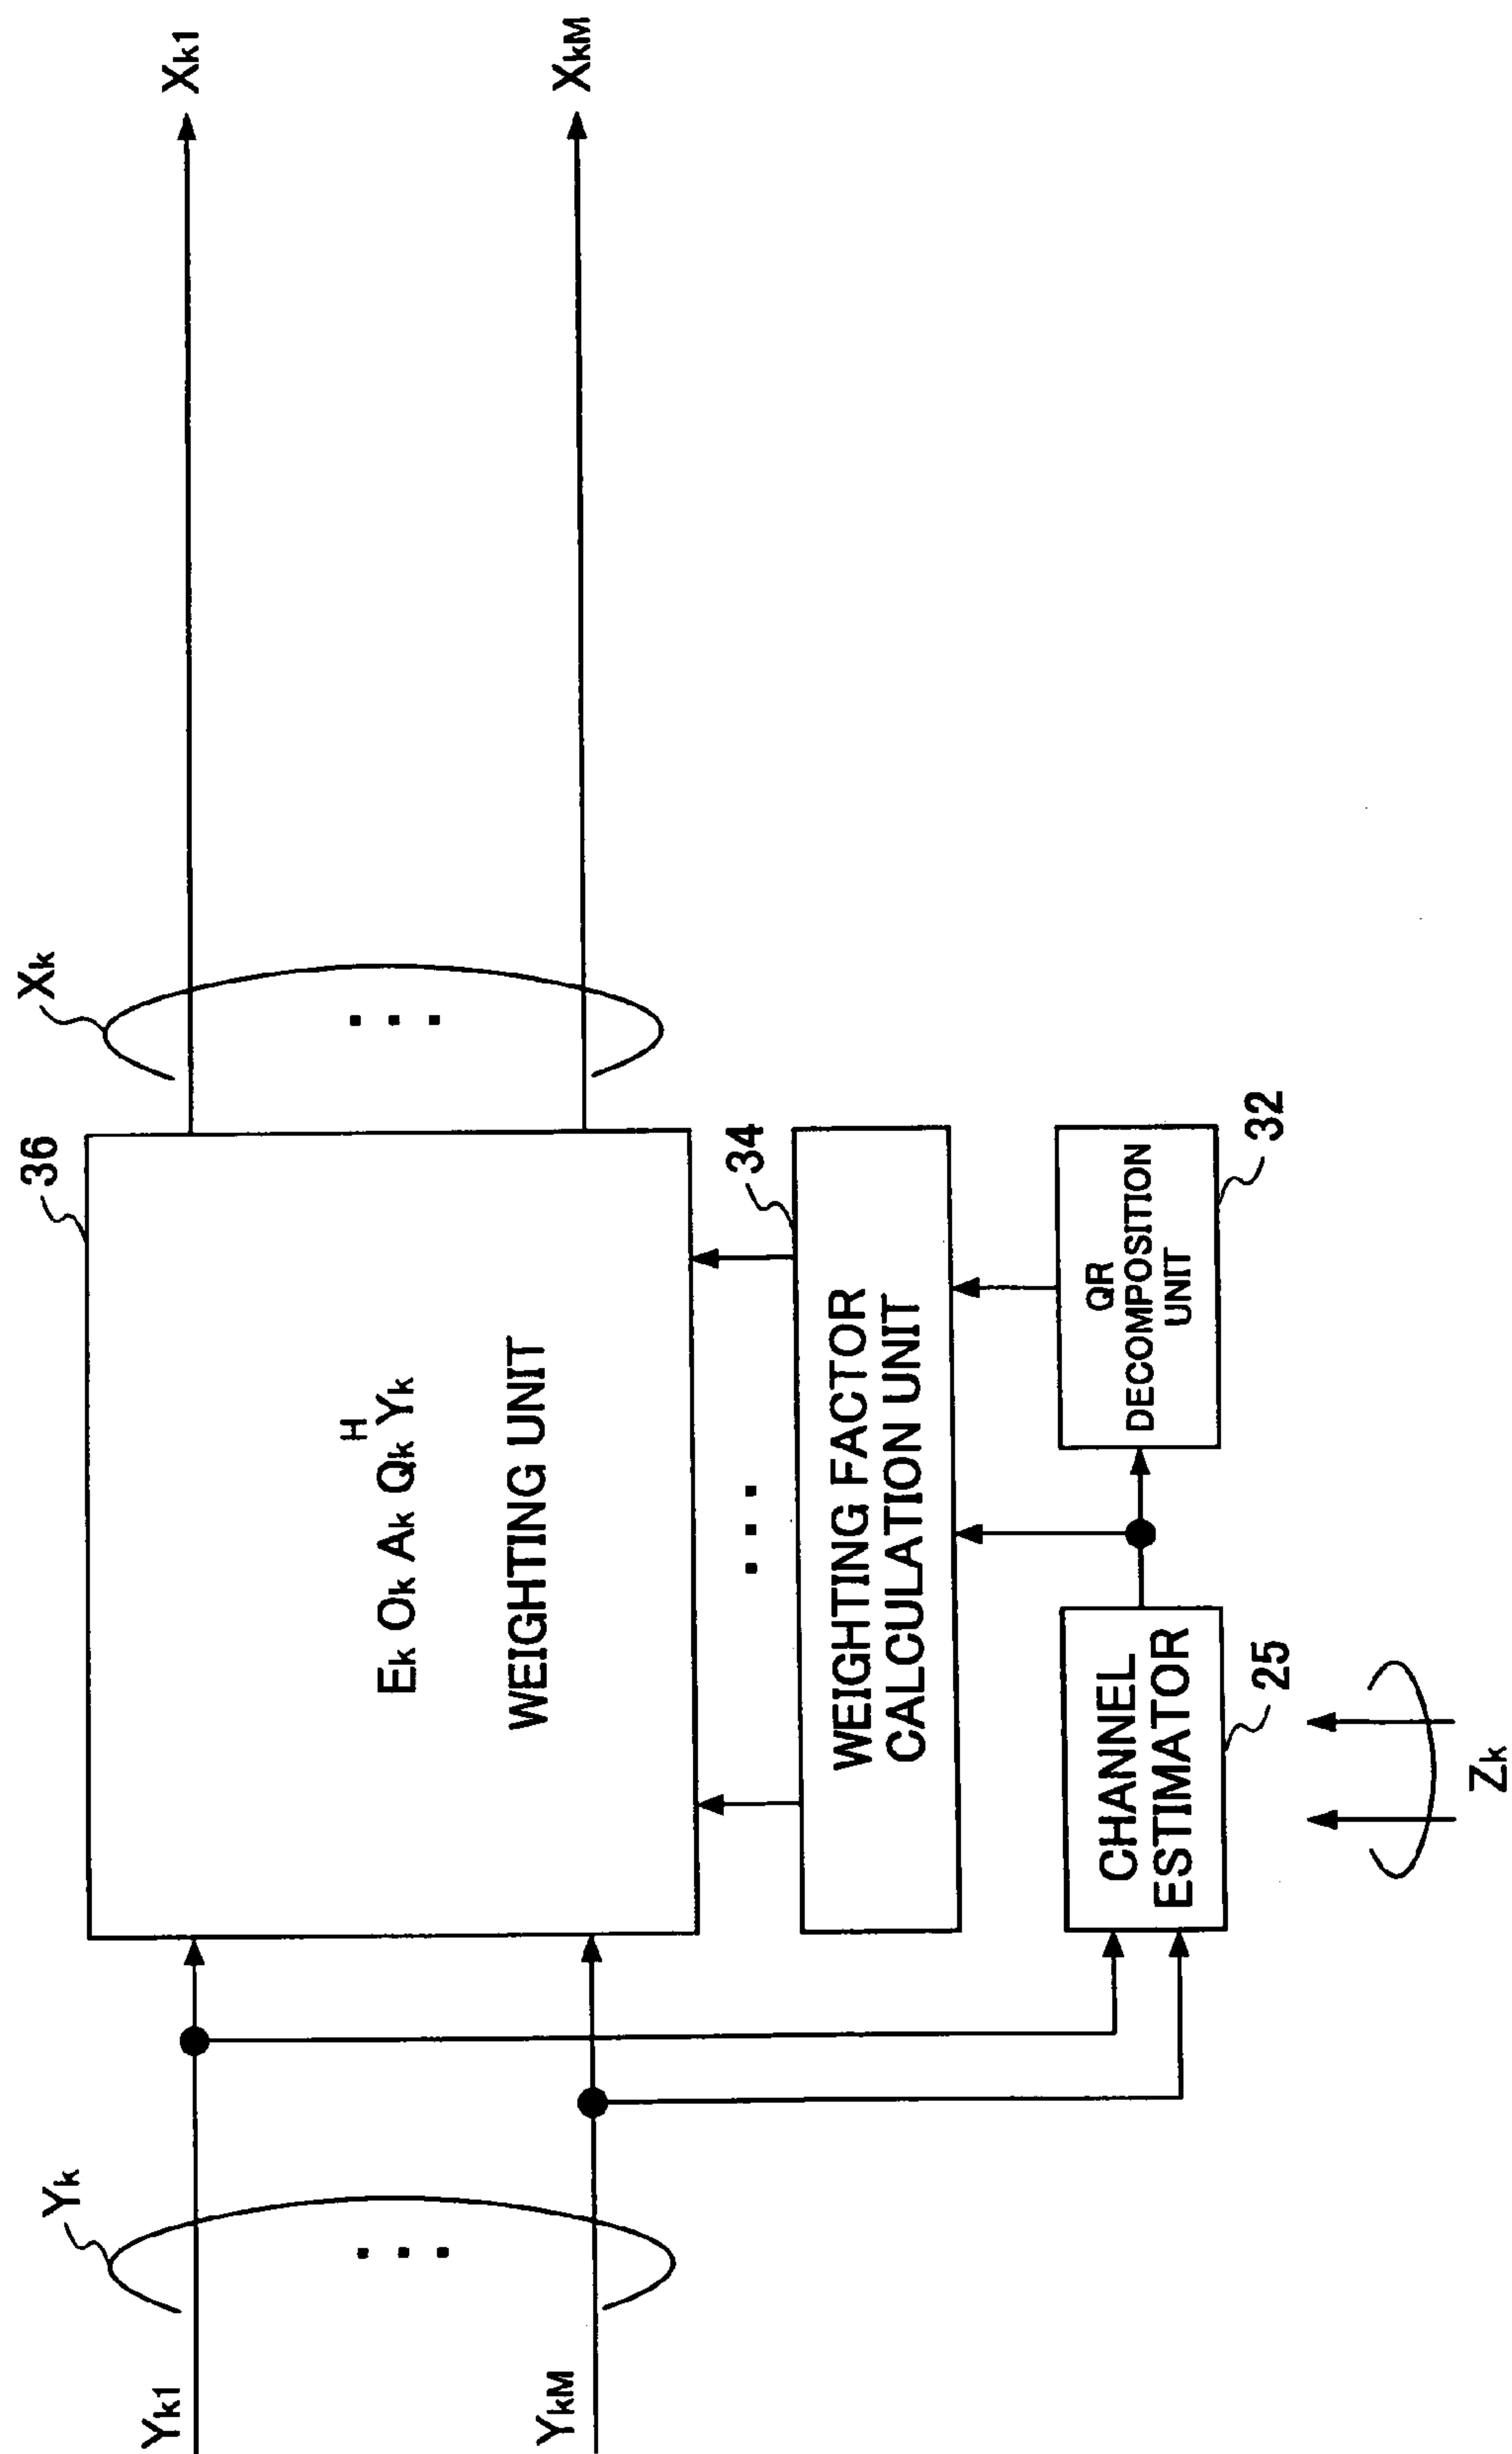 Yk
Yk1
YkM
36
Ek Ok Ak Qk^H Yk
WEIGHTING UNIT
Xk
Xk1
XkM
34
WEIGHTING FACTOR
CALCULATION UNIT
CHANNEL
ESTIMATOR
25
QR
DECOMPOSITION
UNIT
32
Zk